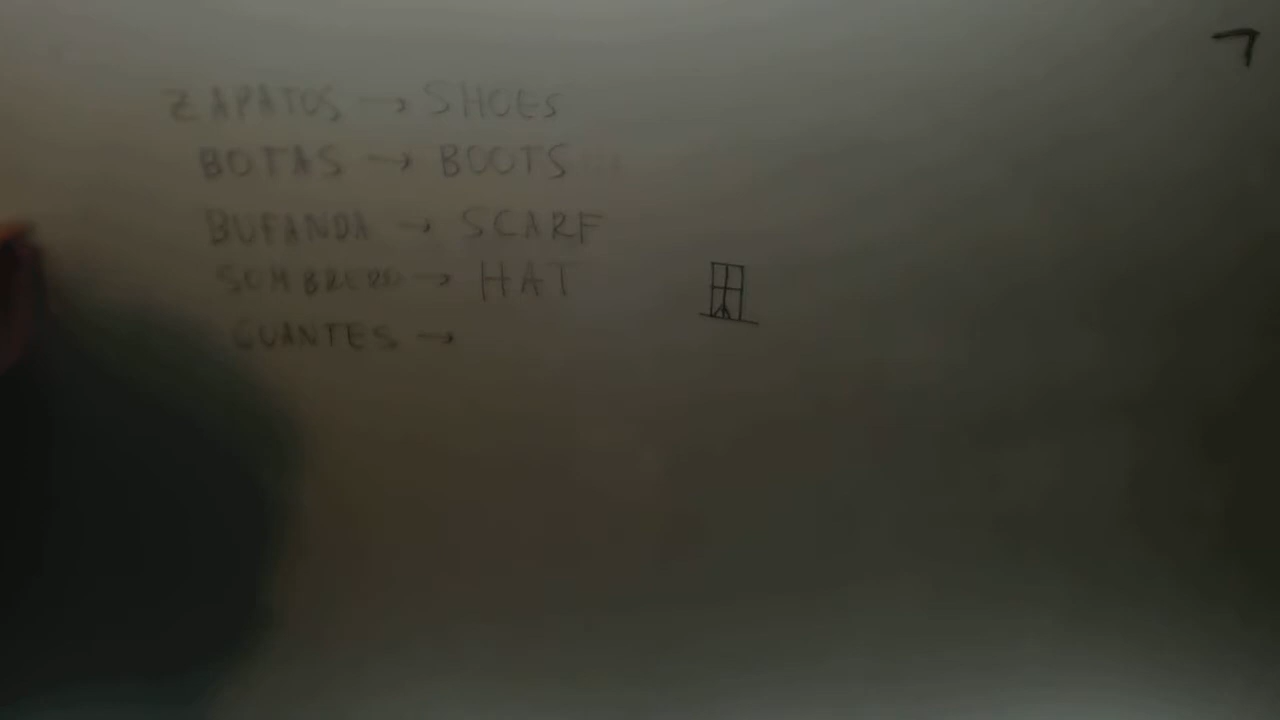 ZAPATOS → SHOES
BOTAS → BOOTS
BUFANDA → SCARF
SOMBRERO → HAT
GUANTES →